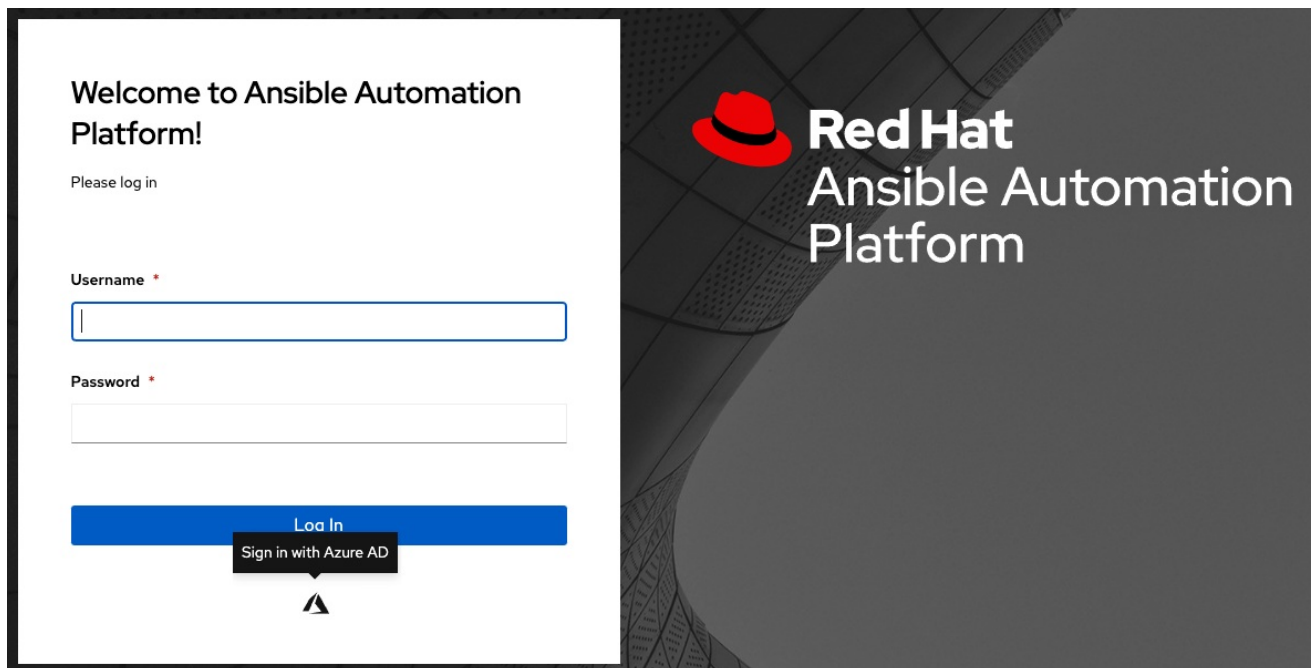 Welcome to Ansible Automation
Platform!
Please log in
Username *
Password *
Log In
Sign in with Azure AD
Red Hat
Ansible Automation
Platform